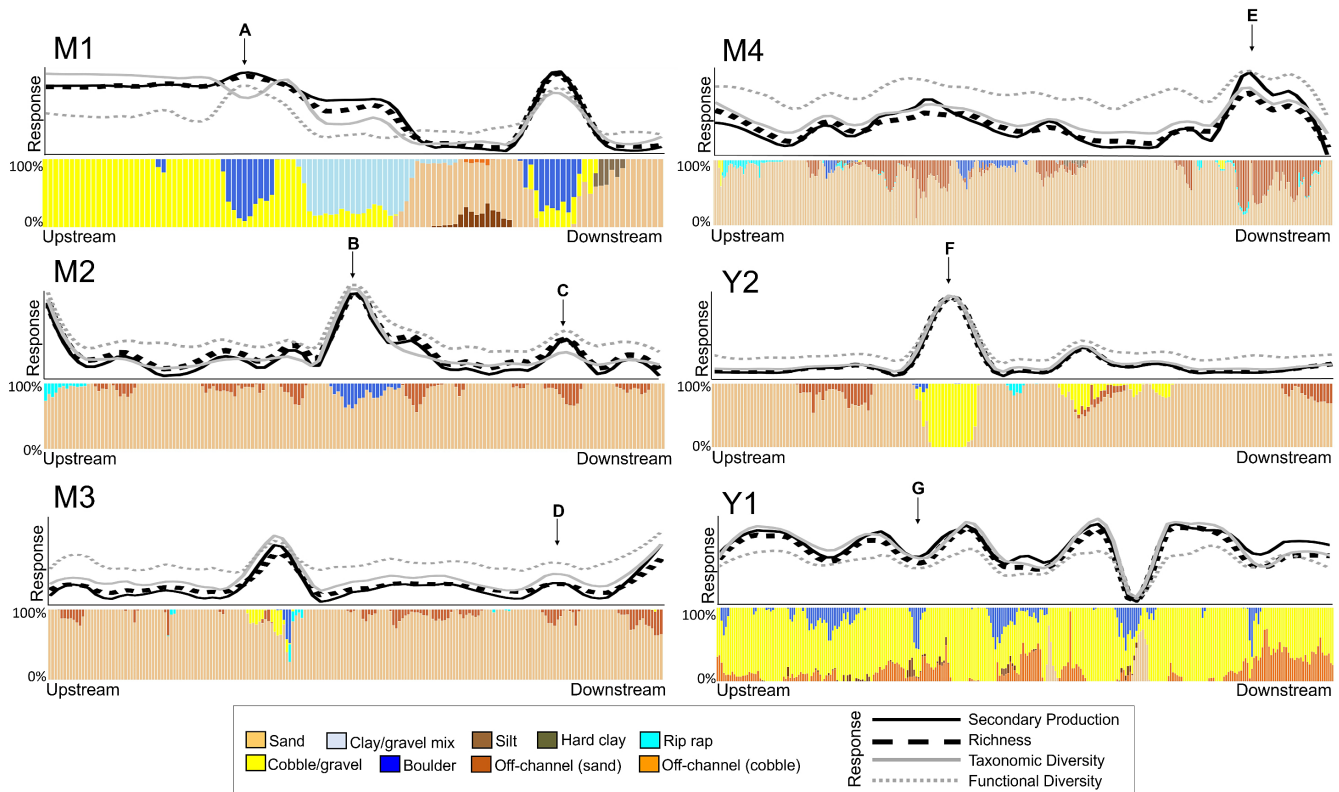 M1
A
Response
100%
0%
Upstream Downstream
M4
E
Response
100%
0%
Upstream Downstream
M2
B
C
Response
100%
0%
Upstream Downstream
Y2
F
Response
100%
0%
Upstream Downstream
M3
D
Response
100%
0%
Upstream Downstream
Y1
G
Response
100%
0%
Upstream Downstream
Sand Clay/gravel mix Silt Hard clay Rip rap
Cobble/gravel Boulder Off-channel (sand) Off-channel (cobble)
Response
Secondary Production
Richness
Taxonomic Diversity
Functional Diversity